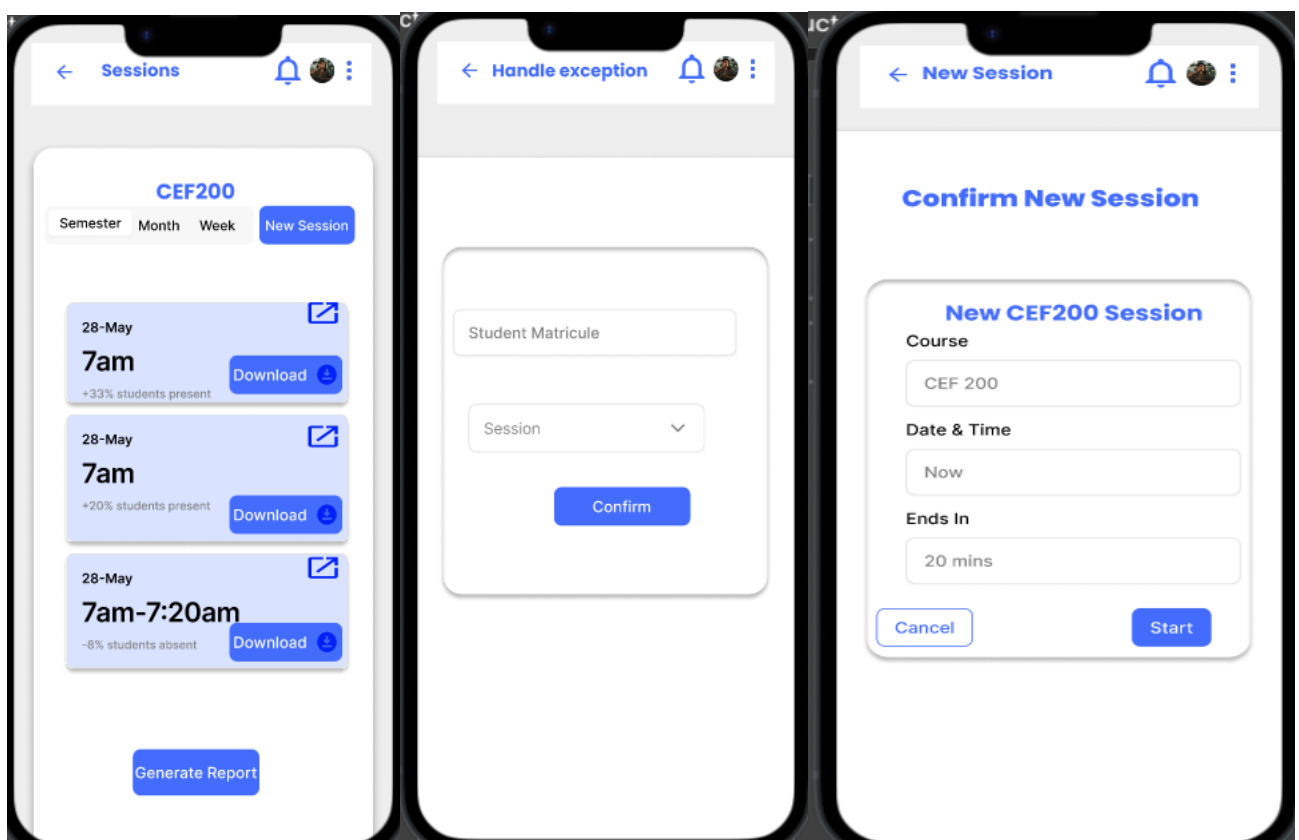 Sessions
CEF200
Semester Month Week New Session
28-May
7am
Download
+33% students present
28-May
7am
+20% students present
Download
28-May
7am-7:20am
-8% students absent
Download
Generate Report
Handle exception
Student Matricule
Session
Confirm
uct
New Session
Confirm New Session
New CEF200 Session
Course
CEF 200
Date & Time
Now
Ends In
20 mins
Cancel Start